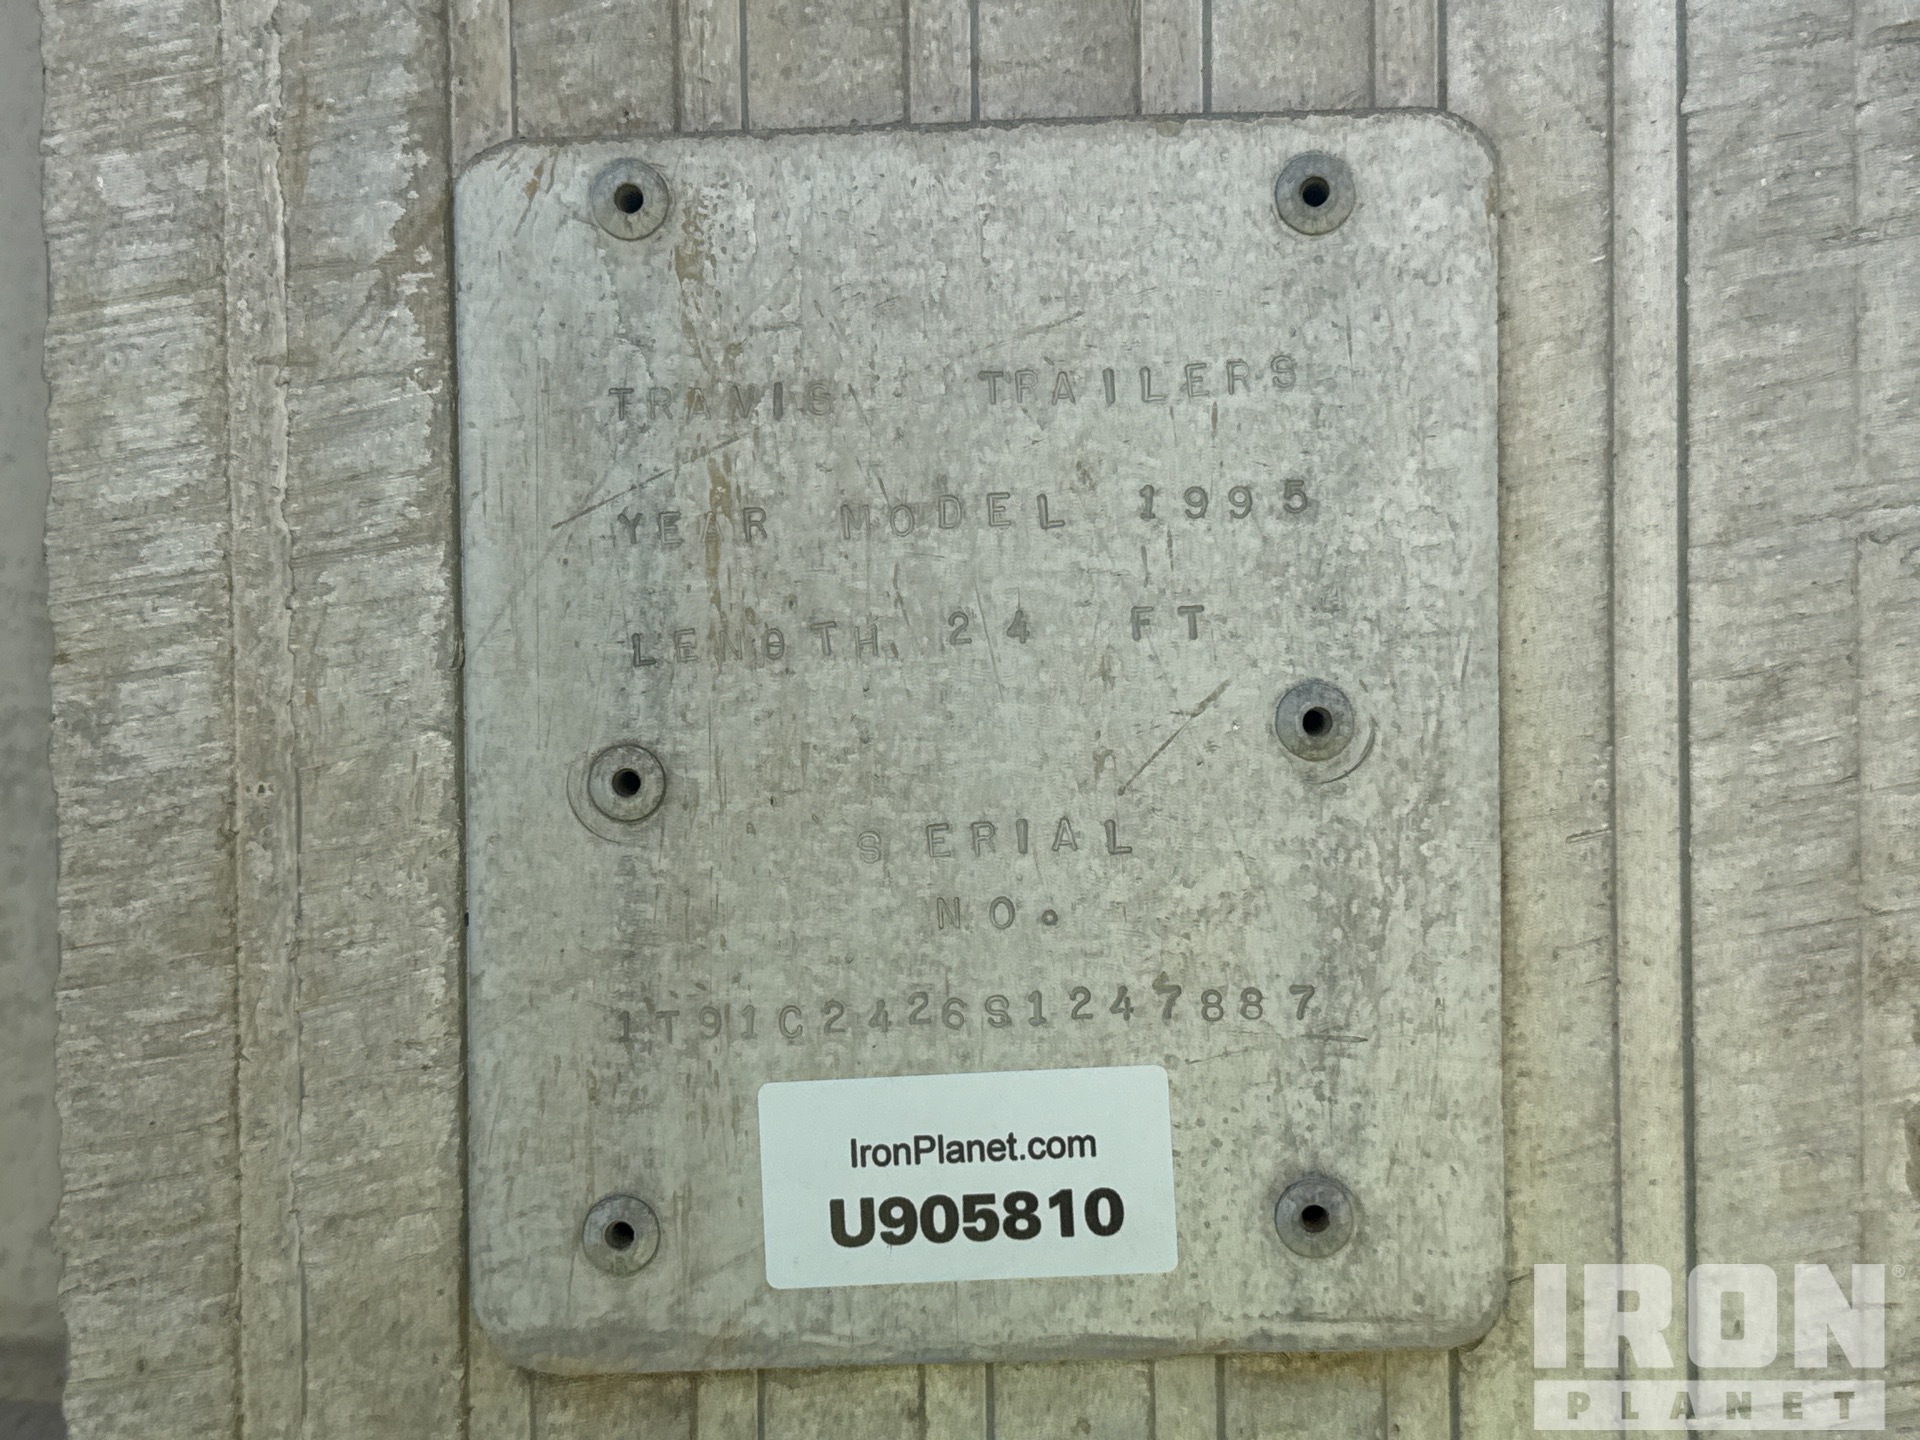 TRAVIS TRAILERS
YEAR MODEL 1995
LENGTH 24 FT
SERIAL
NO.
1T91C2426S1247887
IronPlanet.com
U905810
IRON®
PLANET